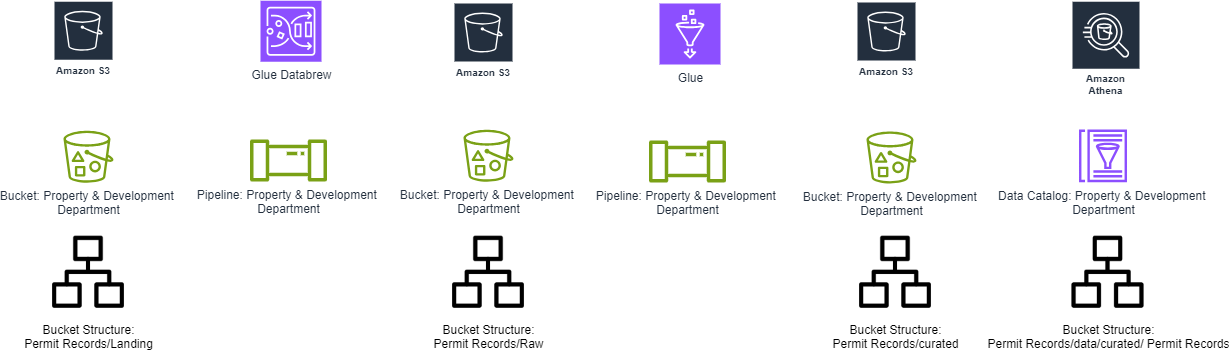 Amazon S3
Glue Databrew
Amazon S3
Glue
Amazon S3
Amazon
Athena
Bucket: Property & Development
Department
Pipeline: Property & Development
Department
Bucket: Property & Development
Department
Pipeline: Property & Development
Department
Bucket: Property & Development
Department
Data Catalog: Property & Development
Department
Bucket Structure:
Permit Records/Landing
Bucket Structure:
Permit Records/Raw
Bucket Structure:
Permit Records/curated
Bucket Structure:
Permit Records/data/curated/ Permit Records